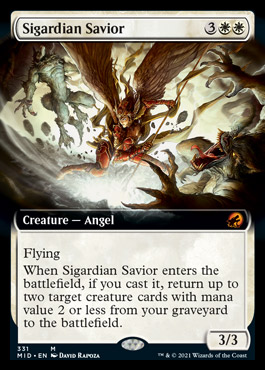 Sigardian Savior 3
Creature — Angel
Flying
When Sigardian Savior enters the
battlefield, if you cast it, return up to
two target creature cards with mana
value 2 or less from your graveyard
to the battlefield.
3/3
331 M
MID • EN DAVID RAPOZA ™ & © 2021 Wizards of the Coast